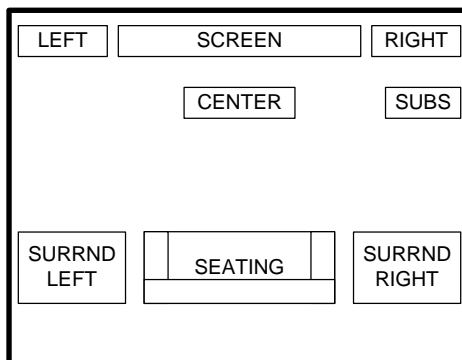 LEFT
SCREEN
RIGHT
CENTER
SUBS
SURRND
LEFT
SEATING
SURRND
RIGHT